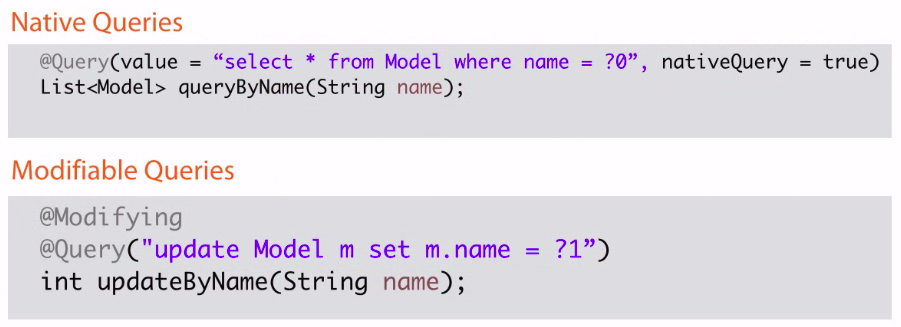 Native Queries
@Query(value = “select * from Model where name = ?0”, nativeQuery = true)
List<Model> queryByName(String name);
Modifiable Queries
@Modifying
@Query("update Model m set m.name = ?1”)
int updateByName(String name);